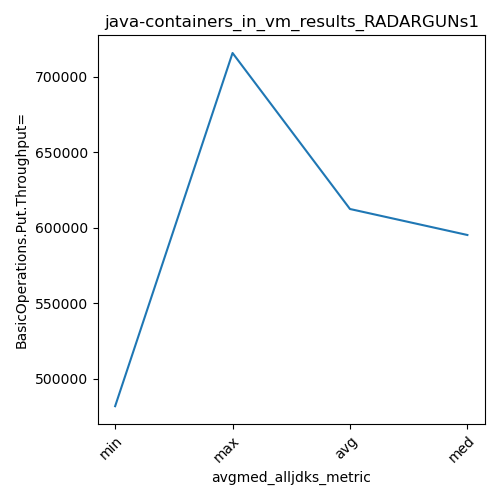 java-containers_in_vm_results_RADARGUNs1
BasicOperations.Put.Throughput=
700000
650000
600000
550000
500000
min
max
avg
med
avgmed_alljdks_metric